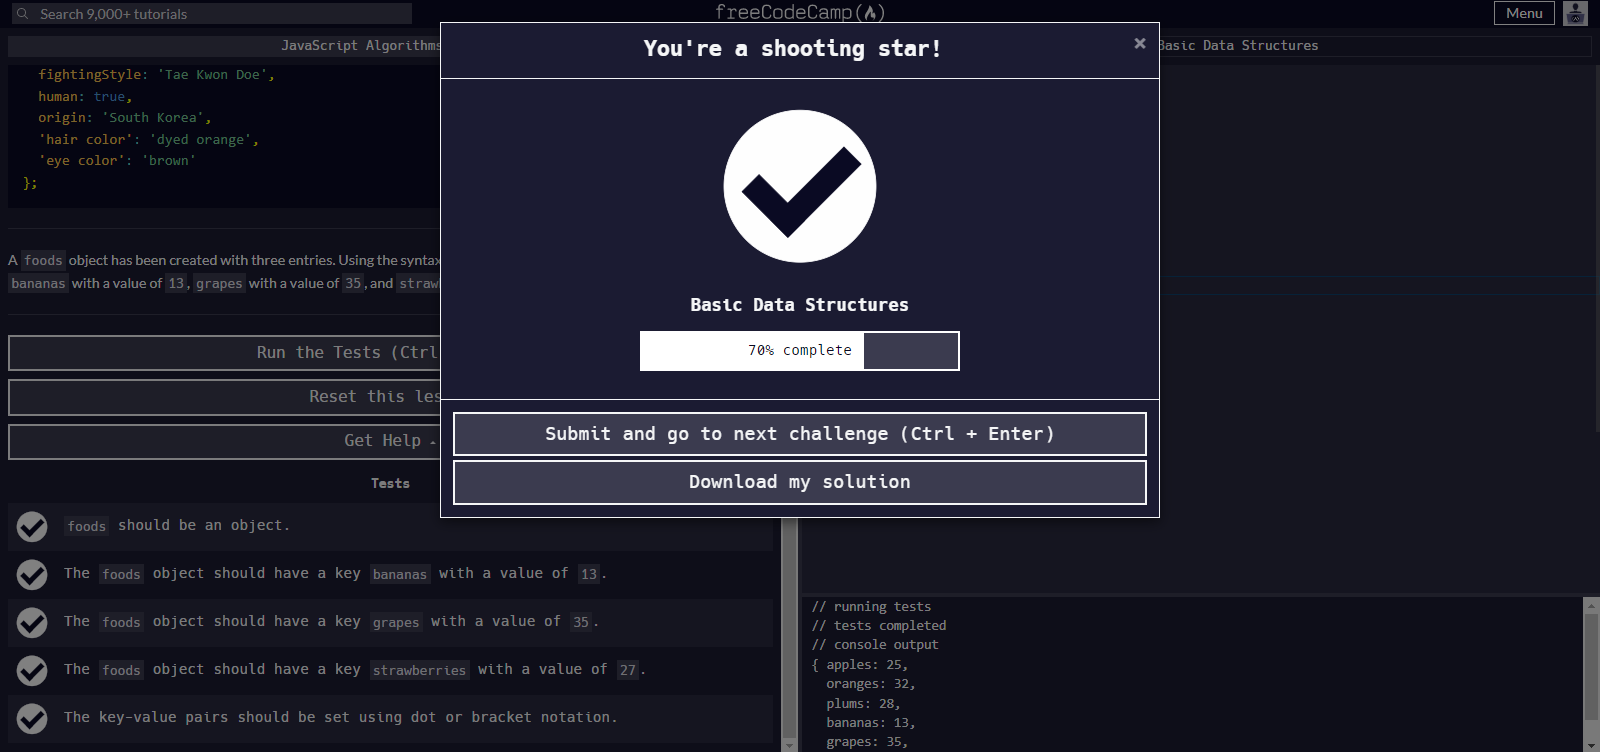 Search 9,000+ tutorials
freeCodeCamp
Menu
JavaScript Algorithms
Basic Data Structures
You're a shooting star!
×
fightingStyle: 'Tae Kwon Doe',
human: true,
origin: 'South Korea',
'hair color': 'dyed orange',
'eye color': 'brown'
};
A foods object has been created with three entries. Using the syntax
bananas with a value of 13, grapes with a value of 35, and
Run the Tests (Ctrl
Reset this
Get Help
Tests
foods should be an object.
The foods object should have a key bananas with a value of 13.
The foods object should have a key grapes with a value of 35.
The foods object should have a key strawberries with a value of 27.
The key-value pairs should be set using dot or bracket notation.
Basic Data Structures
70% complete
Submit and go to next challenge (Ctrl + Enter)
Download my solution
// running tests
// tests completed
// console output
{ apples: 25,
oranges: 32,
plums: 28,
bananas: 13,
grapes: 35,